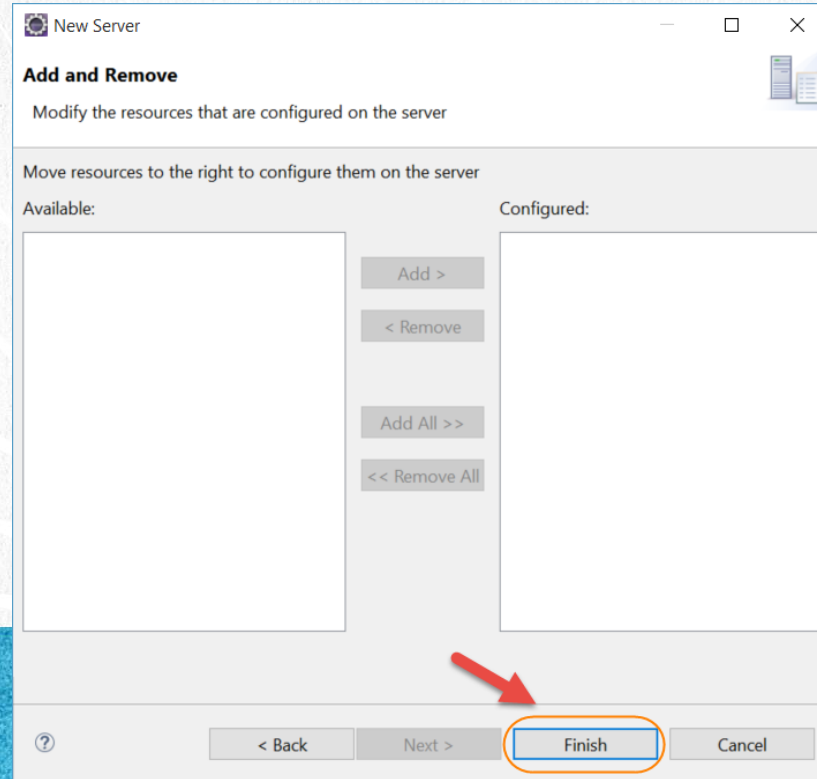 New Server
Add and Remove
Modify the resources that are configured on the server
Move resources to the right to configure them on the server
Available:
Configured:
Add >
< Remove
Add All >>
<< Remove All
? < Back Next > Finish Cancel